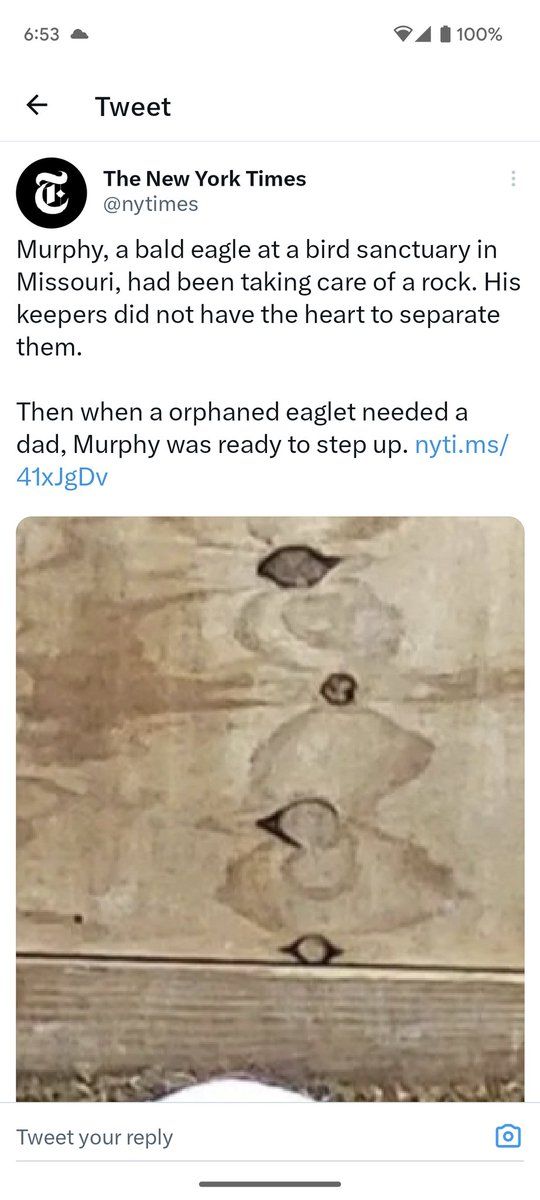 6:53
100%
Tweet
The New York Times
@nytimes
Murphy, a bald eagle at a bird sanctuary in
Missouri, had been taking care of a rock. His
keepers did not have the heart to separate
them.
Then when a orphaned eaglet needed a
dad, Murphy was ready to step up. nyti.ms/
41xJgDv
Tweet your reply